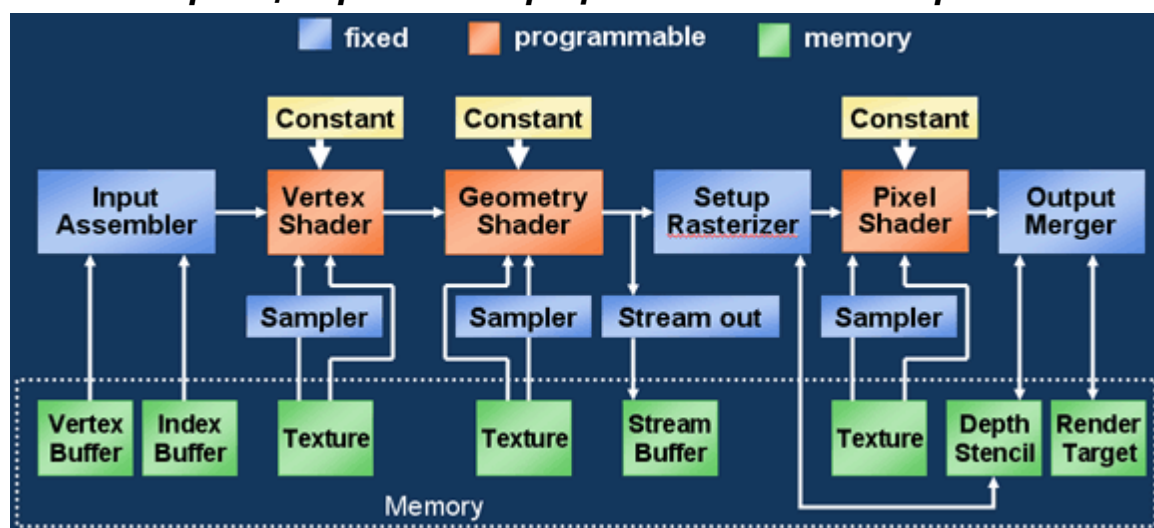 fixed
programmable
memory
Constant
Constant
Constant
Input
Assembler
Vertex
Shader
Geometry
Shader
Setup
Rasterizer
Pixel
Shader
Output
Merger
Sampler
Sampler
Stream out
Sampler
Vertex
Buffer
Index
Buffer
Texture
Texture
Stream
Buffer
Texture
Depth
Stencil
Render
Target
Memory